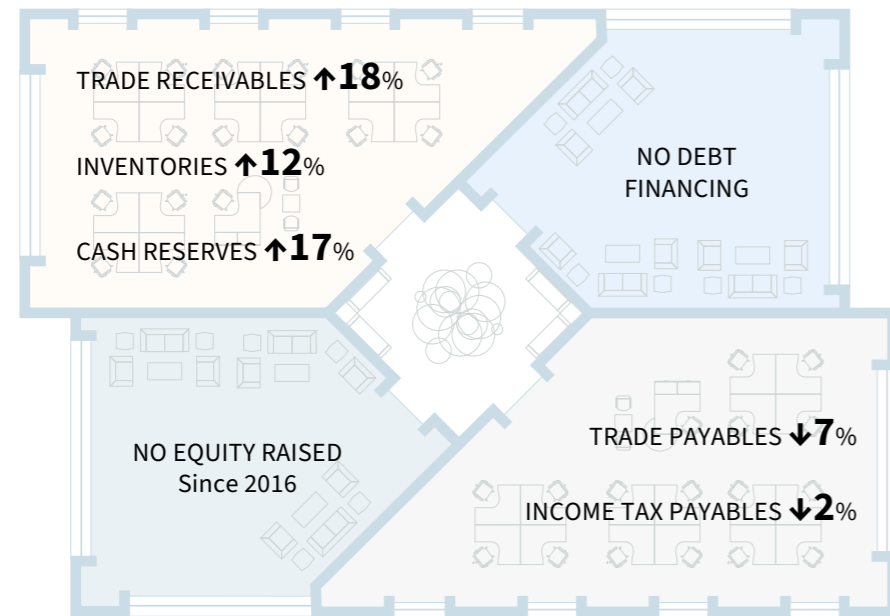 TRADE RECEIVABLES ↑18%
INVENTORIES ↑12%
CASH RESERVES ↑17%
NO DEBT
FINANCING
NO EQUITY RAISED
Since 2016
TRADE PAYABLES ↓7%
INCOME TAX PAYABLES ↓2%